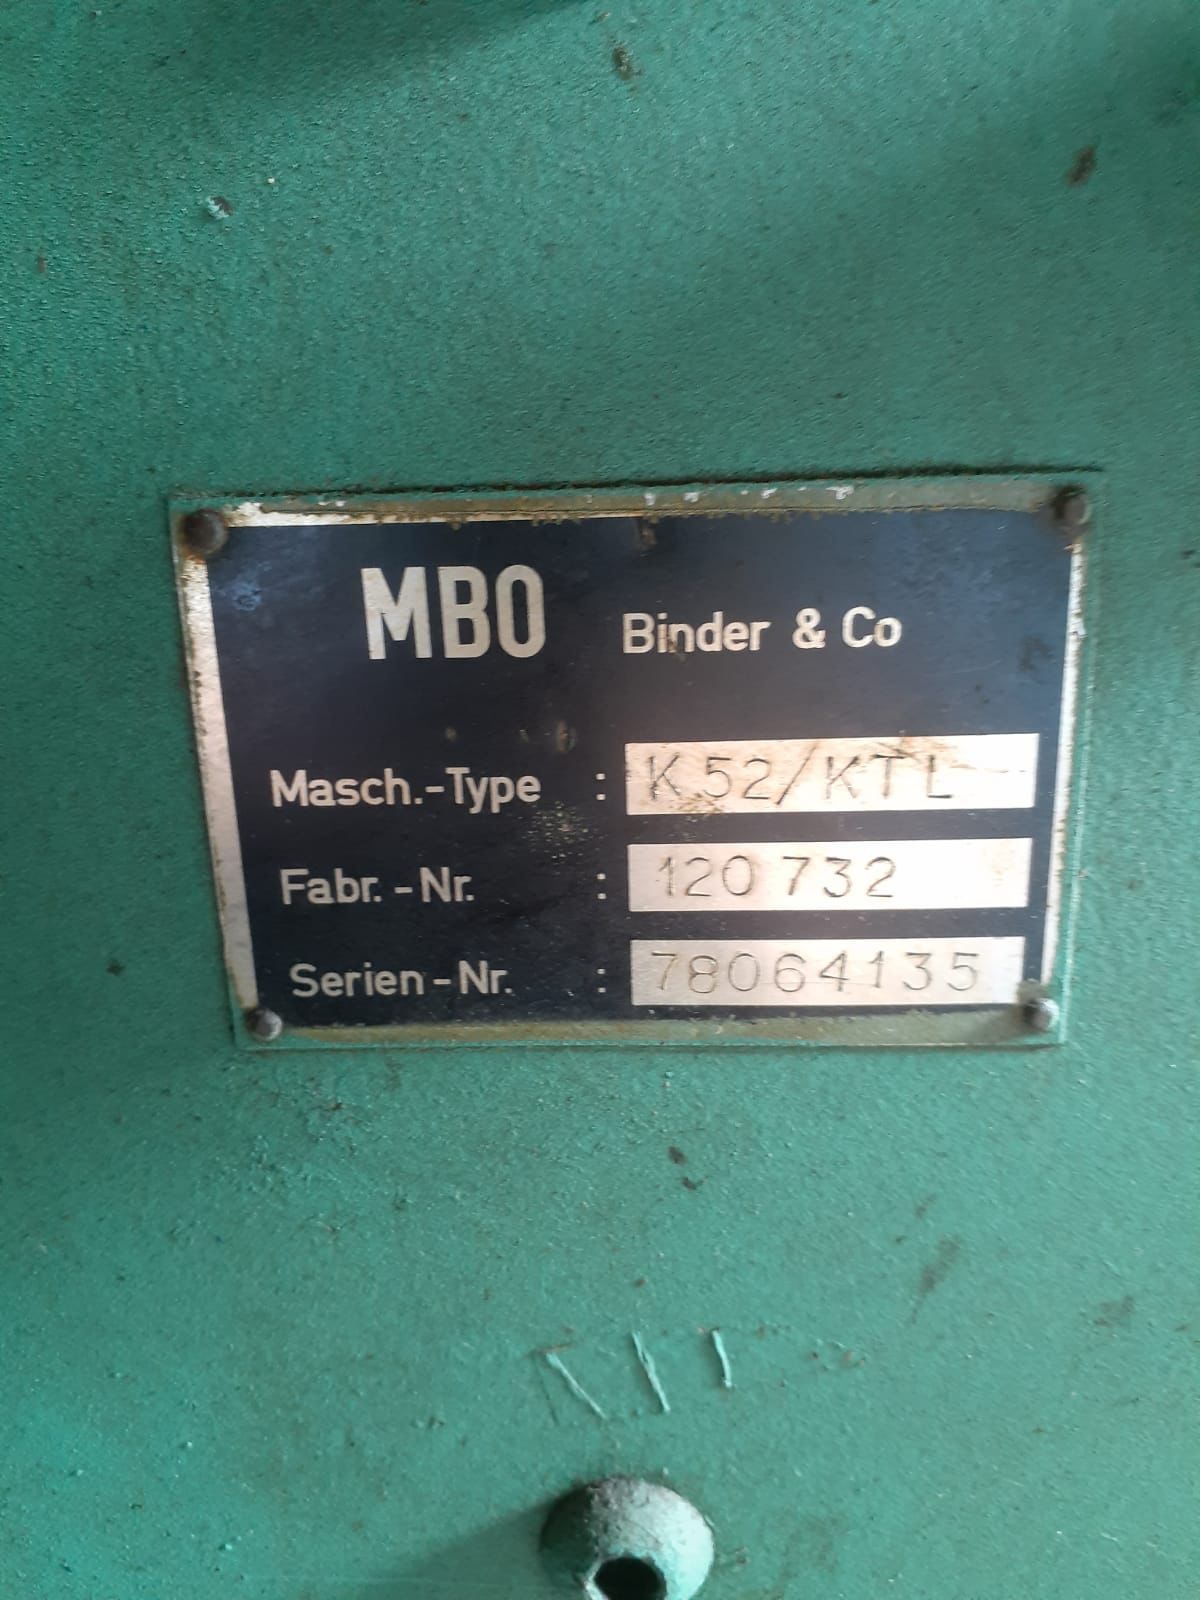 MBO Binder & Co
Masch.-Type : K 52/KTL
Fabr.-Nr. : 120 732
Serien-Nr. : 78064135